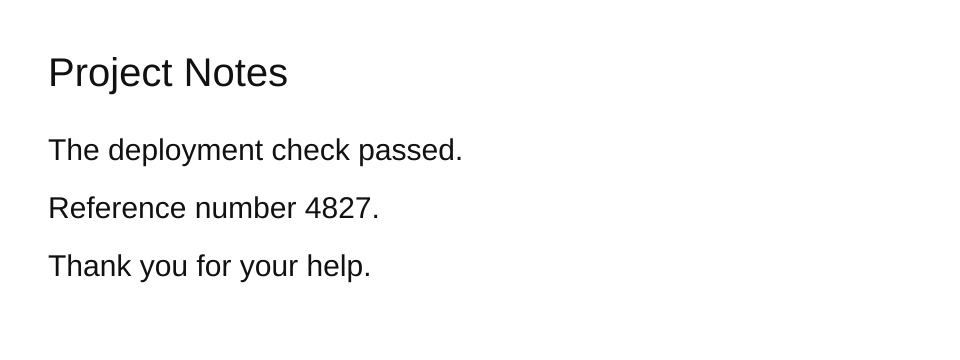 Project Notes
The deployment check passed.
Reference number 4827.
Thank you for your help.